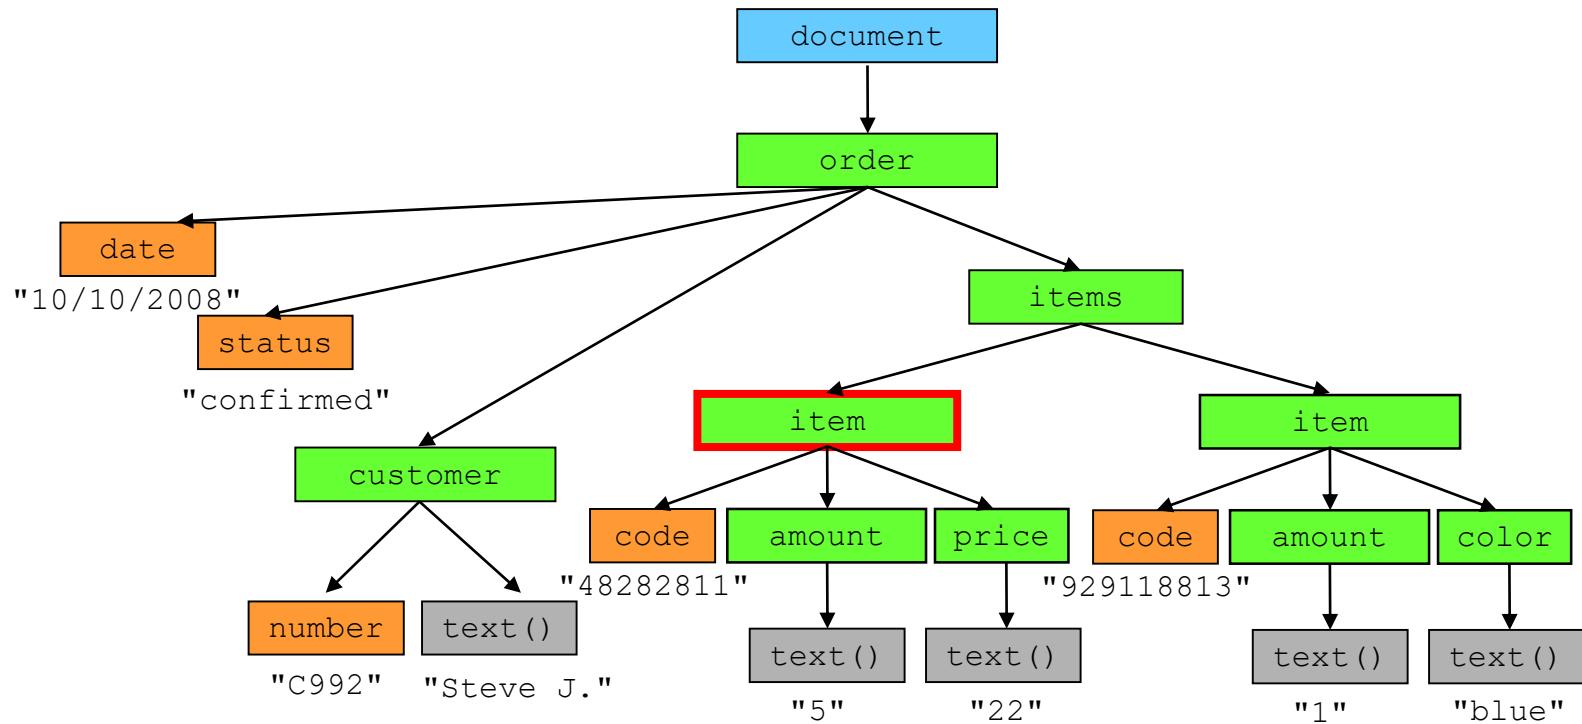 document
order
date
"10/10/2008"
items
status
"confirmed"
item
item
customer
code
amount
price
code
amount
color
"48282811"
"929118813"
number
text()
text()
text()
text()
text()
"C992"
"Steve J."
"5"
"22"
"1"
"blue"